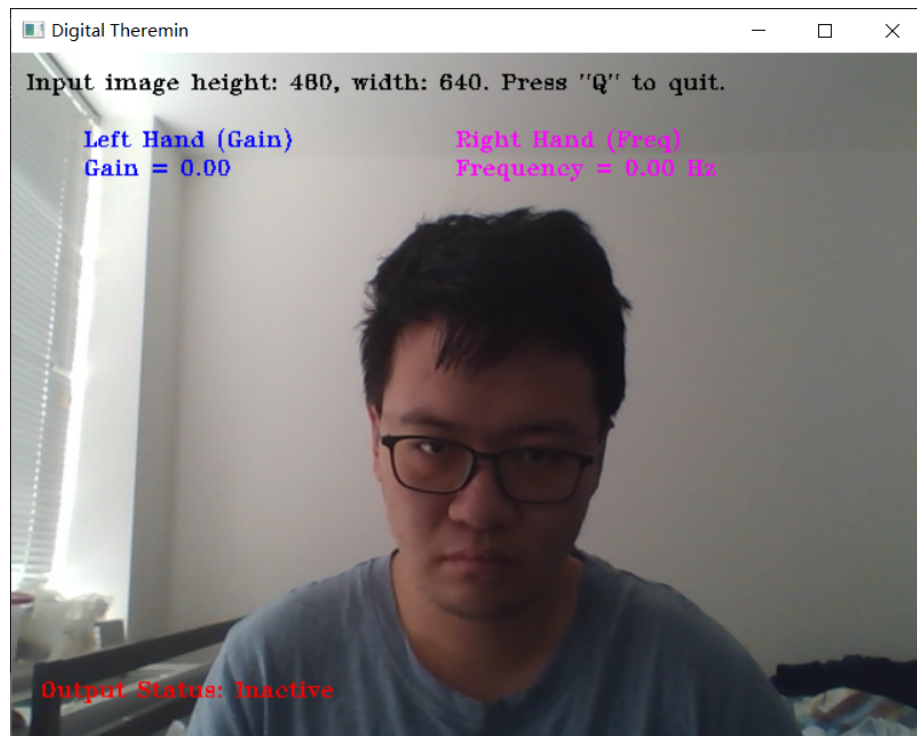 Digital Theremin
Input image height: 480, width: 640. Press "Q" to quit.
Left Hand (Gain)
Gain = 0.00
Right Hand (Freq)
Frequency = 0.00 Hz
Output Status: Inactive